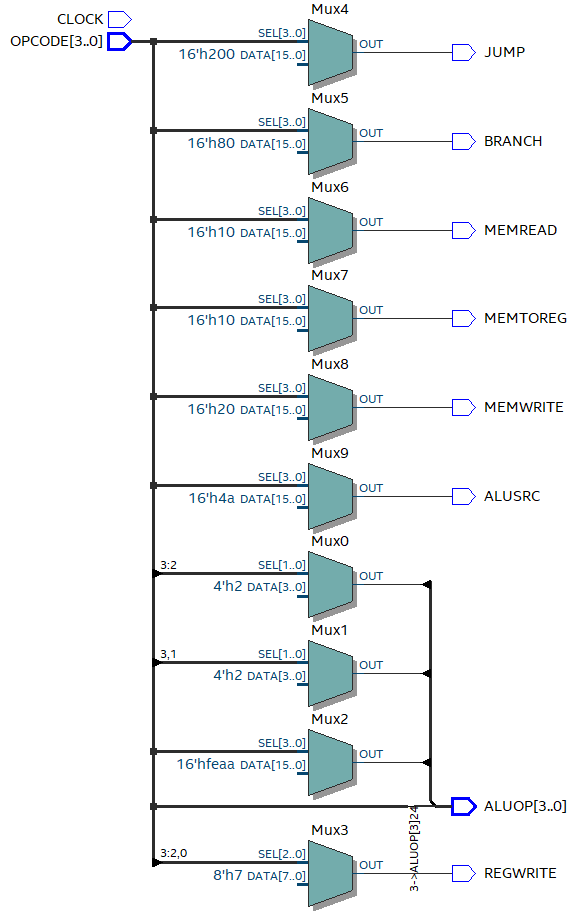 Mux4
CLOCK
OPCODE[3..0]
SEL[3..0]
16'h200 DATA[15..0]
OUT
JUMP
Mux5
SEL[3..0]
16'h80 DATA[15..0]
OUT
BRANCH
Mux6
SEL[3..0]
16'h10 DATA[15..0]
OUT
MEMREAD
Mux7
SEL[3..0]
16'h10 DATA[15..0]
OUT
MEMTOREG
Mux8
SEL[3..0]
16'h20 DATA[15..0]
OUT
MEMWRITE
Mux9
SEL[3..0]
16'h4a DATA[15..0]
OUT
ALUSRC
Mux0
3:2
SEL[1..0]
4'h2 DATA[3..0]
OUT
Mux1
3,1
SEL[1..0]
4'h2 DATA[3..0]
OUT
Mux2
SEL[3..0]
16'hfeaa DATA[15..0]
OUT
ALUOP[3..0]
3->ALUOP[3]24
Mux3
3:2,0
SEL[2..0]
8'h7 DATA[7..0]
OUT
REGWRITE